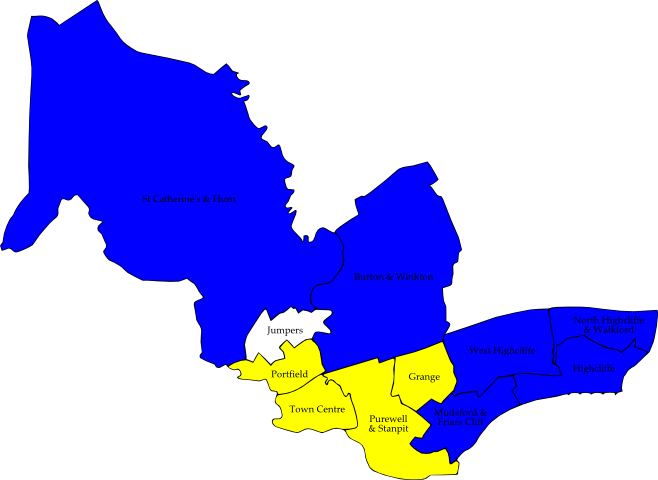 St Catherine's & Hurn
Burton & Winkton
North Highcliffe
& Walkford
Jumpers
West Highcliffe
Highcliffe
Portfield
Grange
Town Centre
Mudeford &
Friars Cliff
Purewell
& Stanpit